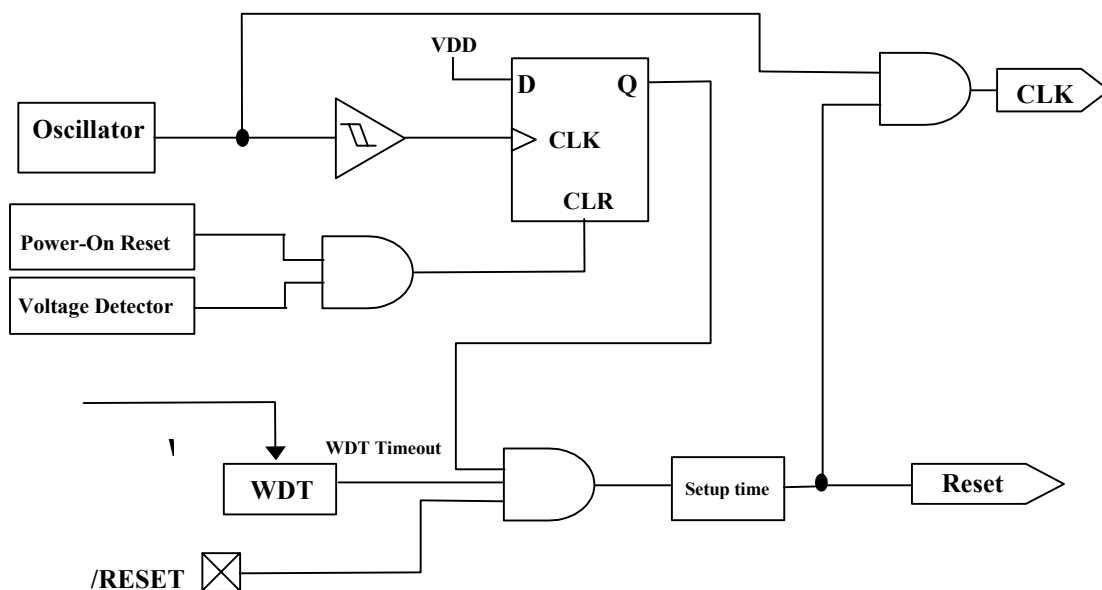 VDD
D Q
CLK
Oscillator
CLK
CLR
Power-On Reset
Voltage Detector
WDT Timeout
WDT
Setup time
Reset
/RESET